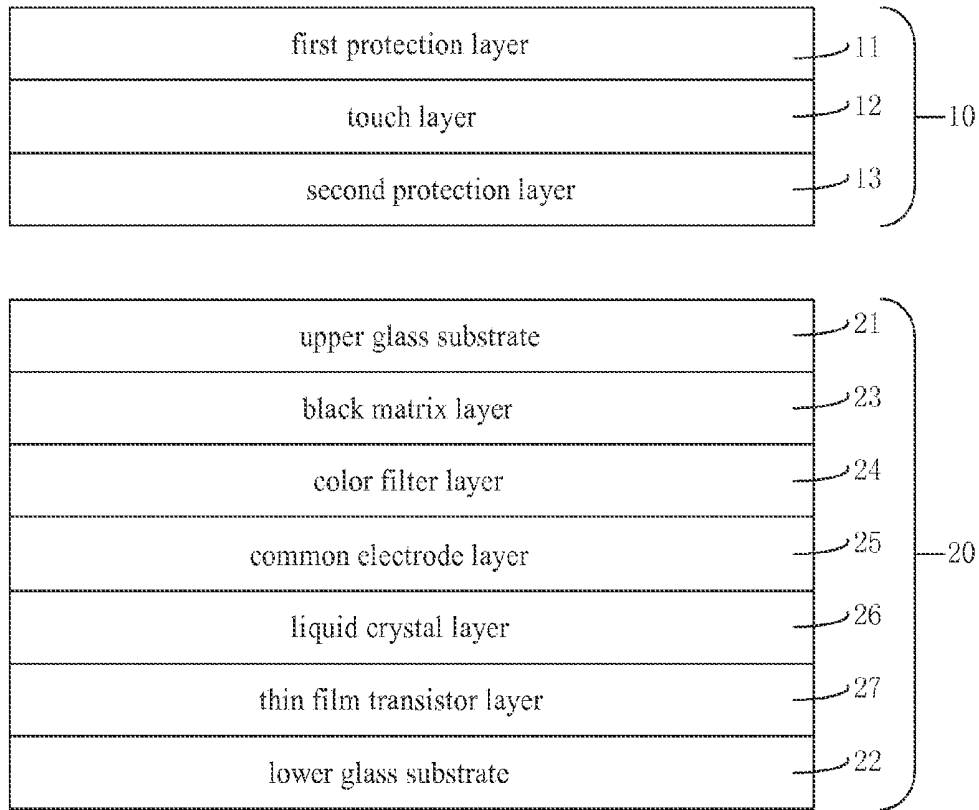 first protection layer 11
touch layer 12
10
second protection layer 13
upper glass substrate 21
black matrix layer 23
color filter layer 24
common electrode layer 25
20
liquid crystal layer 26
thin film transistor layer 27
lower glass substrate 22